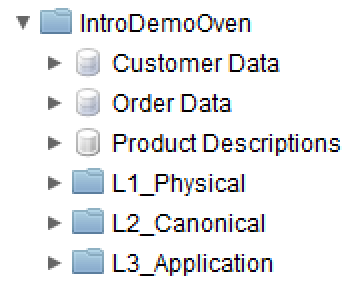 IntroDemoOven
Customer Data
Order Data
Product Descriptions
L1_Physical
L2_Canonical
L3_Application